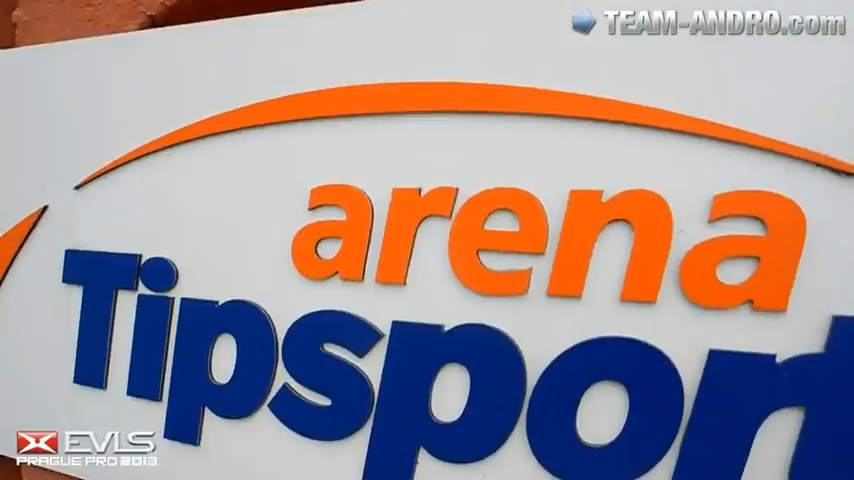 TEAM-ANDRO.com
arena
Tipsport
EVLS
PRAGUE PRO 2013